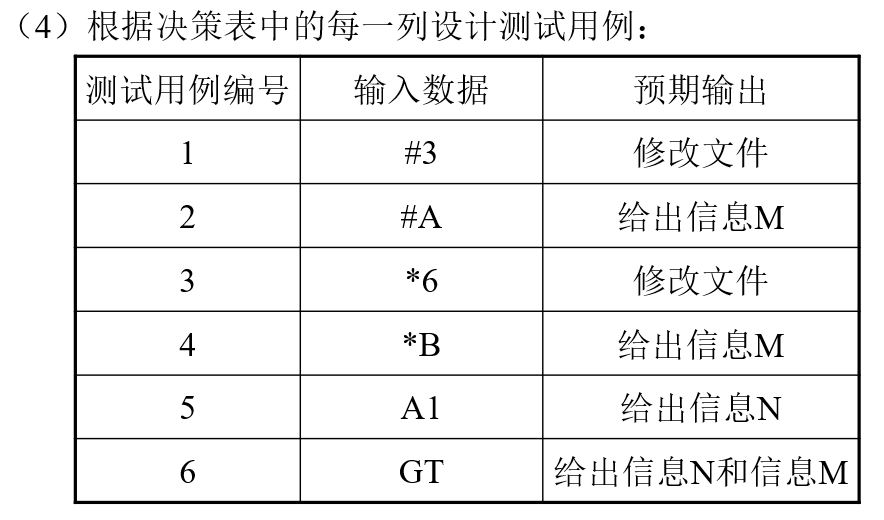 （4）根据决策表中的每一列设计测试用例：
测试用例编号 输入数据 预期输出
1 #3 修改文件
2 #A 给出信息M
3 *6 修改文件
4 *B 给出信息M
5 A1 给出信息N
6 GT 给出信息N和信息M